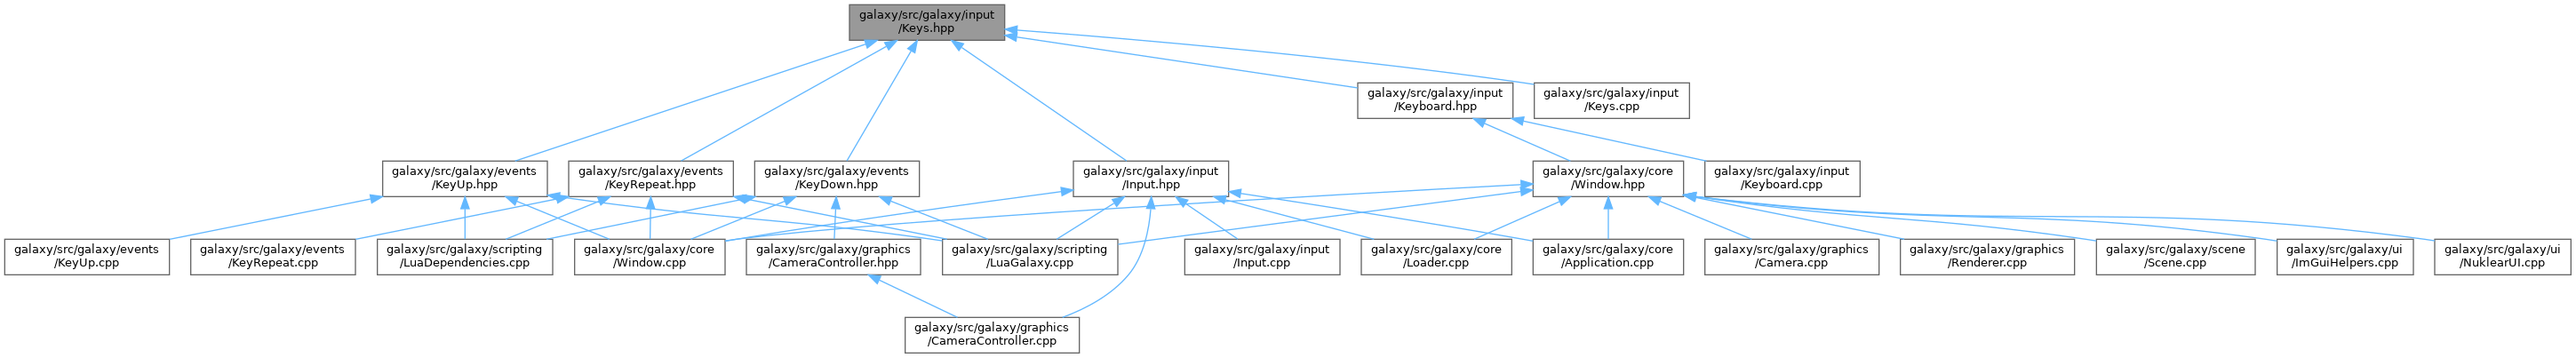 galaxy/src/galaxy/input
/Keys.hpp
galaxy/src/galaxy/input
/Keyboard.hpp
galaxy/src/galaxy/input
/Keys.cpp
galaxy/src/galaxy/events
/KeyUp.hpp
galaxy/src/galaxy/events
/KeyRepeat.hpp
galaxy/src/galaxy/events
/KeyDown.hpp
galaxy/src/galaxy/input
/Input.hpp
galaxy/src/galaxy/core
/Window.hpp
galaxy/src/galaxy/input
/Keyboard.cpp
galaxy/src/galaxy/events
/KeyUp.cpp
galaxy/src/galaxy/events
/KeyRepeat.cpp
galaxy/src/galaxy/scripting
/LuaDependencies.cpp
galaxy/src/galaxy/core
/Window.cpp
galaxy/src/galaxy/graphics
/CameraController.hpp
galaxy/src/galaxy/scripting
/LuaGalaxy.cpp
galaxy/src/galaxy/input
/Input.cpp
galaxy/src/galaxy/core
/Loader.cpp
galaxy/src/galaxy/core
/Application.cpp
galaxy/src/galaxy/graphics
/Camera.cpp
galaxy/src/galaxy/graphics
/Renderer.cpp
galaxy/src/galaxy/scene
/Scene.cpp
galaxy/src/galaxy/ui
/ImGuiHelpers.cpp
galaxy/src/galaxy/ui
/NuklearUI.cpp
galaxy/src/galaxy/graphics
/CameraController.cpp